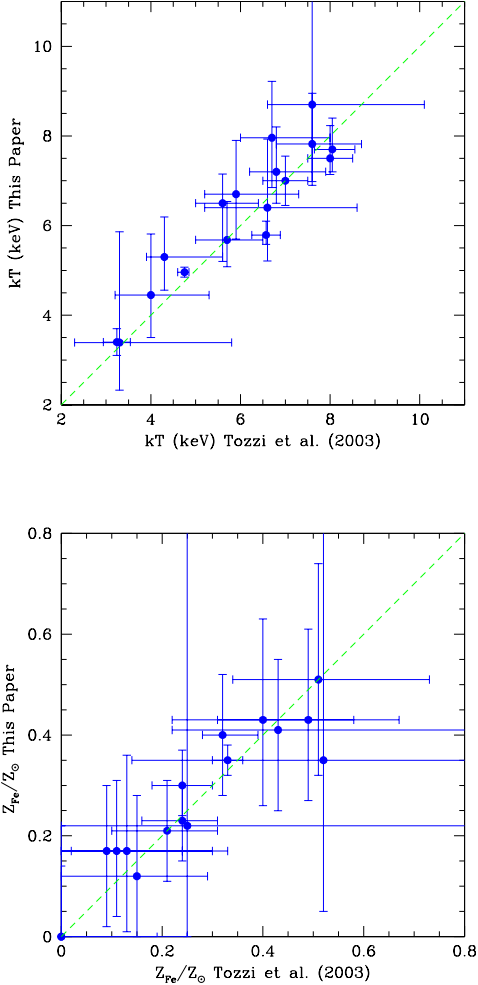 10
8
6
4
2
kT (keV) This Paper
2 4 6 8 10
kT (keV) Tozzi et al. (2003)
0.8
0.6
0.4
0.2
0
Z_Fe/Z_⊙ This Paper
0 0.2 0.4 0.6 0.8
Z_Fe/Z_⊙ Tozzi et al. (2003)